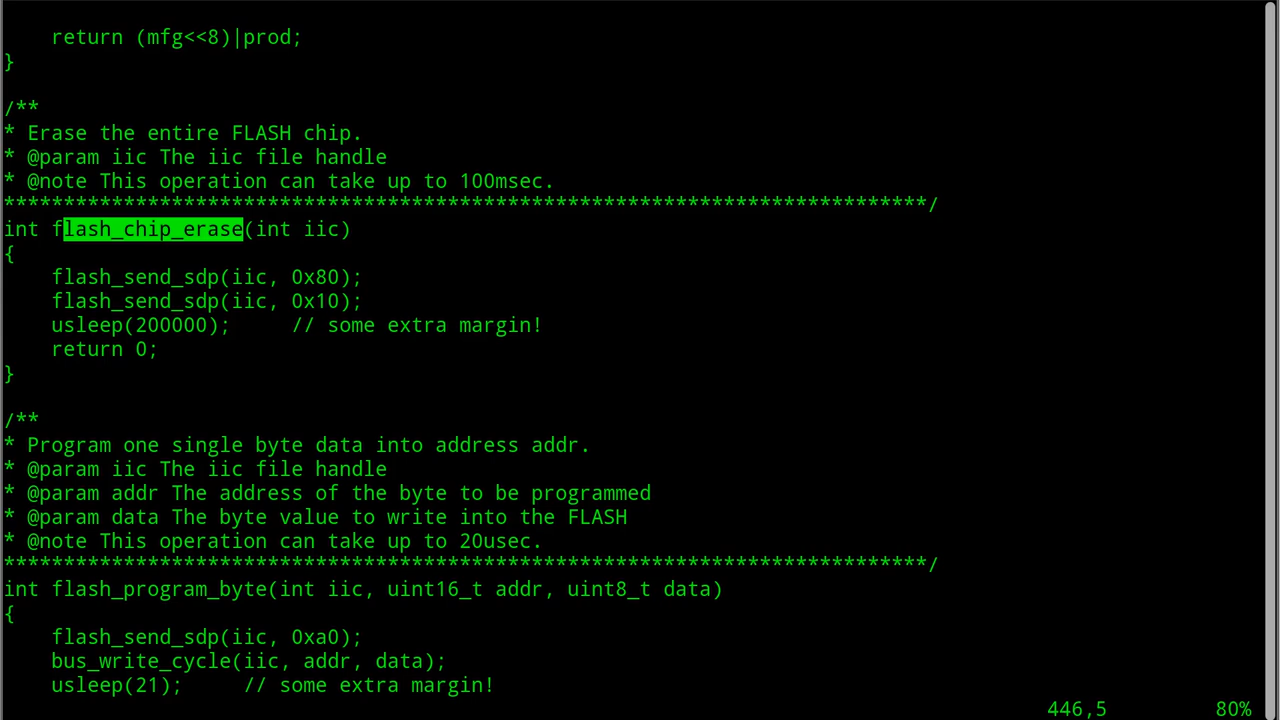 return (mfg<<8)|prod;
}

/**
* Erase the entire FLASH chip.
* @param iic The iic file handle
* @note This operation can take up to 100msec.
*****************************************************************************/
int flash_chip_erase(int iic)
{
    flash_send_sdp(iic, 0x80);
    flash_send_sdp(iic, 0x10);
    usleep(200000);     // some extra margin!
    return 0;
}

/**
* Program one single byte data into address addr.
* @param iic The iic file handle
* @param addr The address of the byte to be programmed
* @param data The byte value to write into the FLASH
* @note This operation can take up to 20usec.
*****************************************************************************/
int flash_program_byte(int iic, uint16_t addr, uint8_t data)
{
    flash_send_sdp(iic, 0xa0);
    bus_write_cycle(iic, addr, data);
    usleep(21);     // some extra margin!
446,5         80%